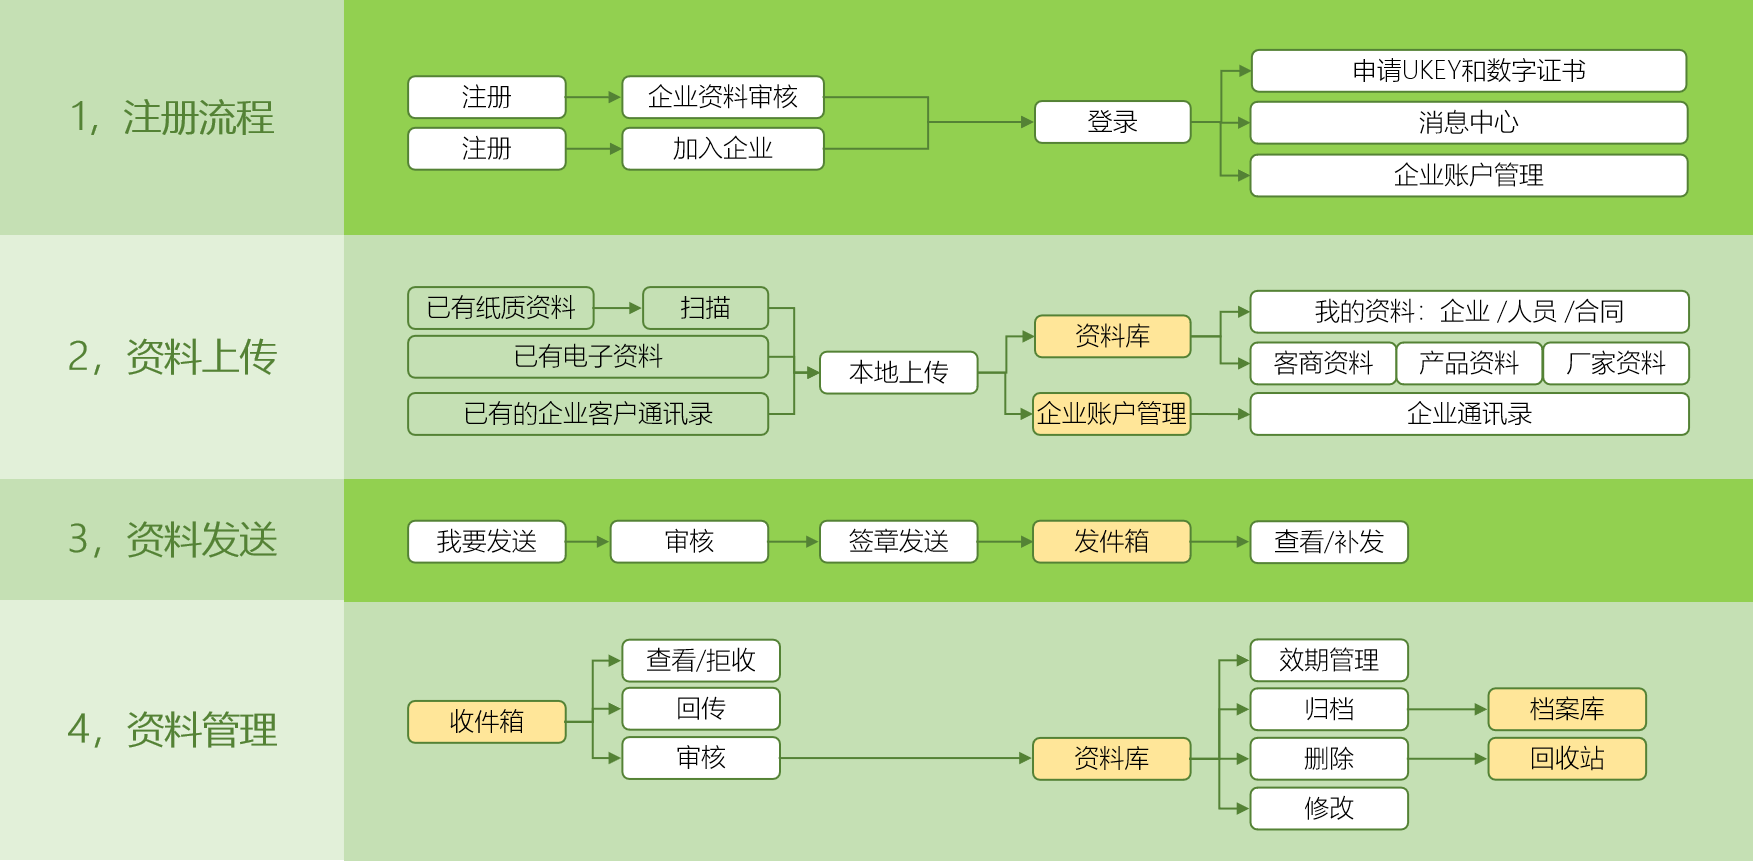 1，注册流程
注册
企业资料审核
注册
加入企业
登录
申请UKEY和数字证书
消息中心
企业账户管理
2，资料上传
已有纸质资料
扫描
已有电子资料
已有的企业客户通讯录
本地上传
资料库
企业账户管理
我的资料：企业 /人员 /合同
客商资料
产品资料
厂家资料
企业通讯录
3，资料发送
我要发送
审核
签章发送
发件箱
查看/补发
4，资料管理
收件箱
查看/拒收
回传
审核
资料库
效期管理
归档
删除
修改
档案库
回收站